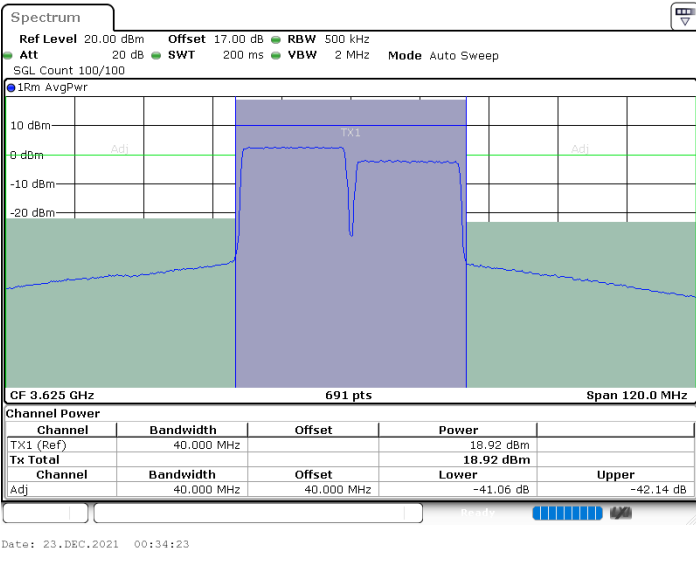 Spectrum
Ref Level 20.00 dBm Offset 17.00 dB RBW 500 kHz
Att 20 dB SWT 200 ms VBW 2 MHz Mode Auto Sweep
SGL Count 100/100
1Rm AvgPwr
10 dBm
TX1
Adj Adj
0 dBm
-10 dBm
-20 dBm
CF 3.625 GHz 691 pts Span 120.0 MHz
Channel Power
Channel Bandwidth Offset Power
TX1 (Ref) 40.000 MHz 18.92 dBm
Tx Total 18.92 dBm
Channel Bandwidth Offset Lower Upper
Adj 40.000 MHz 40.000 MHz -41.06 dB -42.14 dB
Ready
Date: 23.DEC.2021 00:34:23